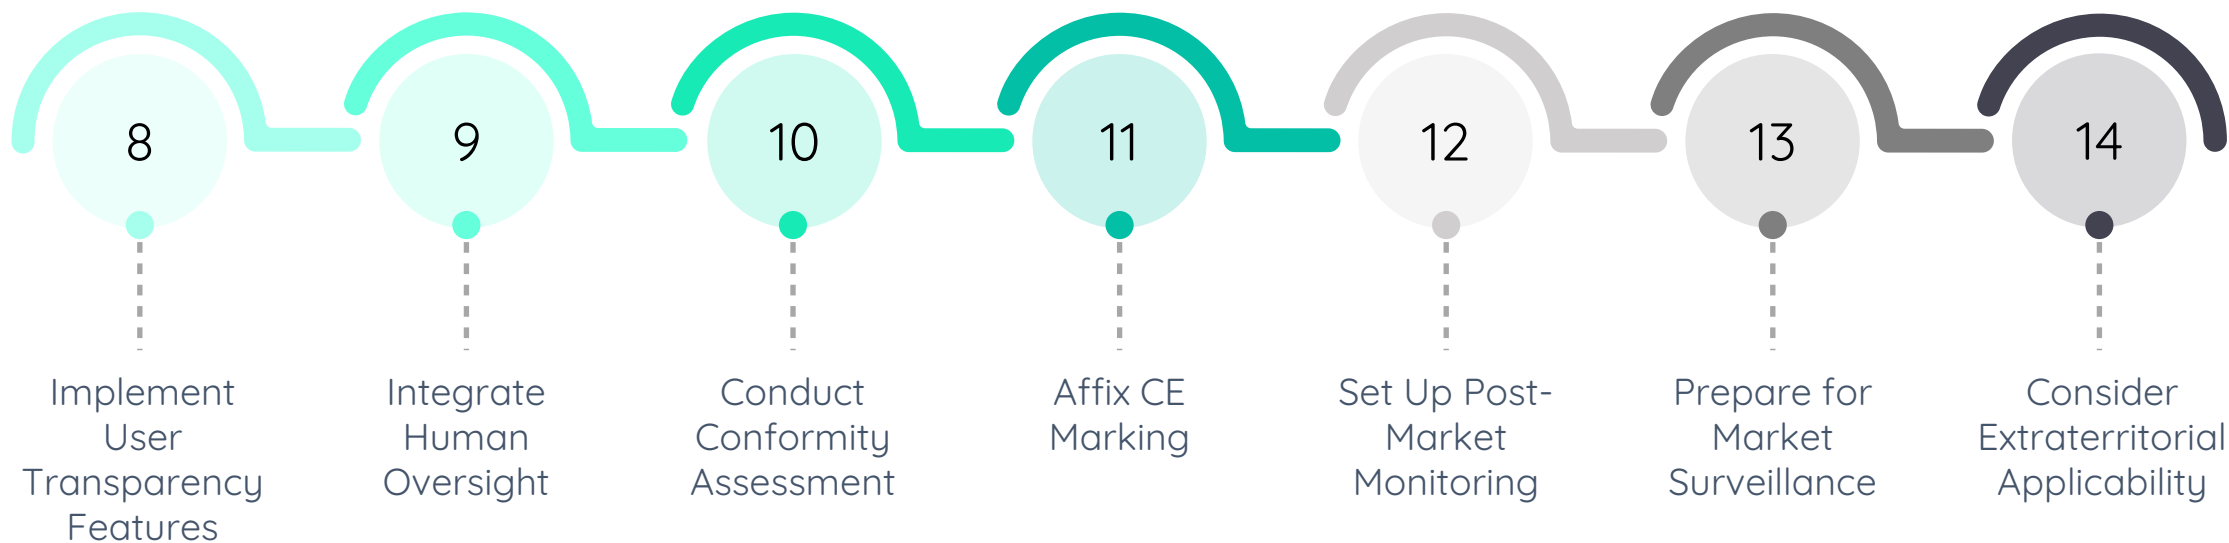 8
9
10
11
12
13
14
Implement
User
Transparency
Features
Integrate
Human
Oversight
Conduct
Conformity
Assessment
Affix CE
Marking
Set Up Post-
Market
Monitoring
Prepare for
Market
Surveillance
Consider
Extraterritorial
Applicability